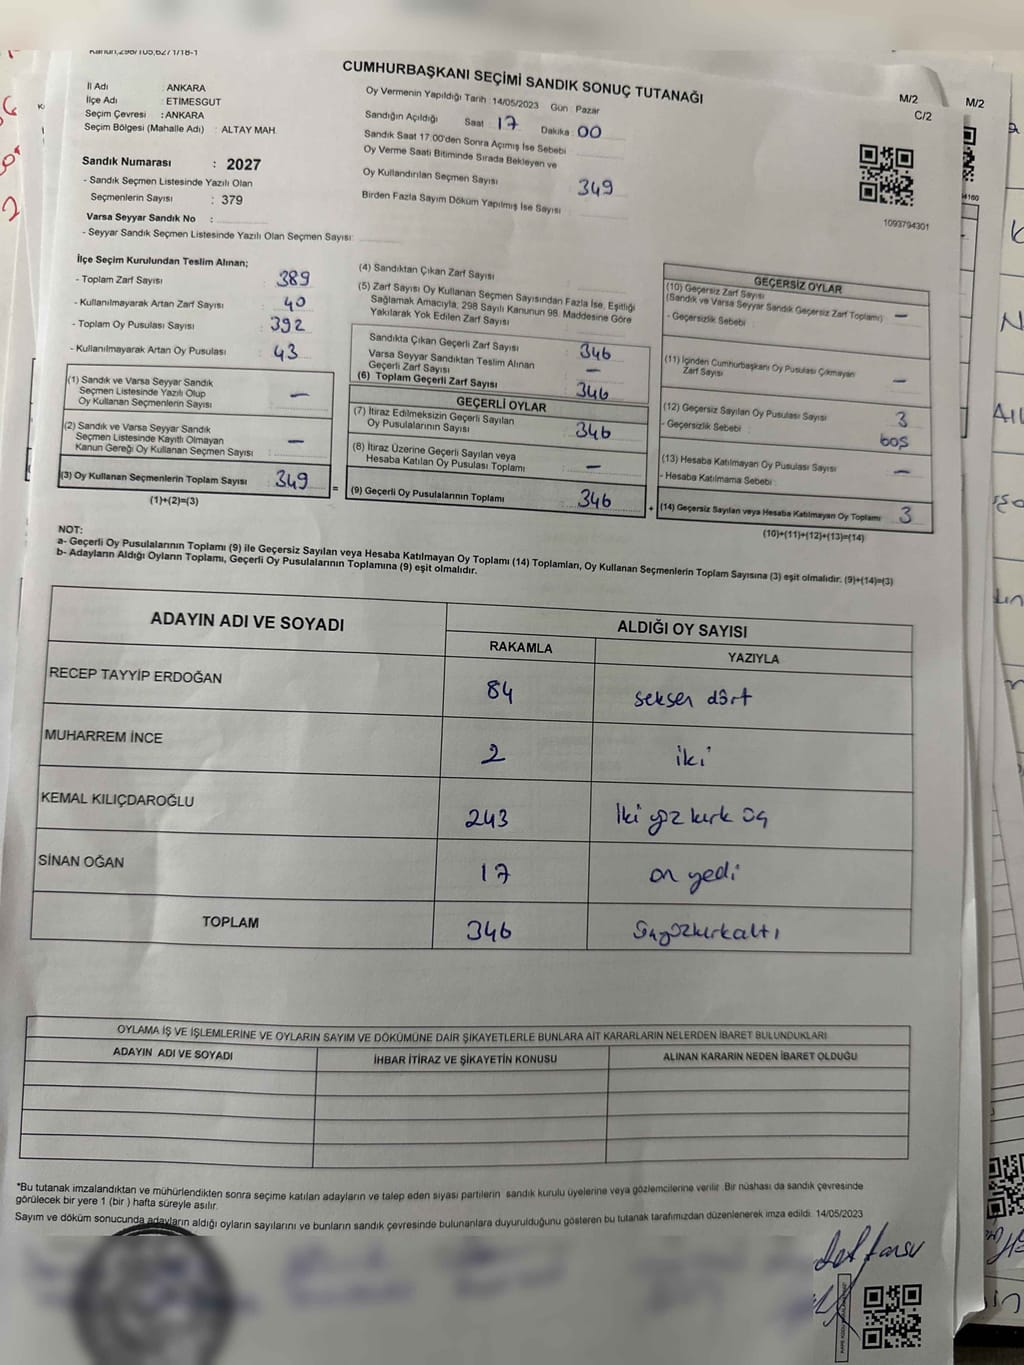 Kanun,298/105,6271/18-1
CUMHURBAŞKANI SEÇİMİ SANDIK SONUÇ TUTANAĞI
M/2
C/2
M/2
İl Adı : ANKARA
İlçe Adı : ETİMESGUT
Seçim Çevresi : ANKARA
Seçim Bölgesi (Mahalle Adı) : ALTAY MAH.
Oy Vermenin Yapıldığı Tarih : 14/05/2023 Gün : Pazar
Sandığın Açıldığı Saat : 17 Dakika : 00
Sandık Saat 17:00'den Sonra Açımış İse Sebebi
Oy Verme Saati Bitiminde Sırada Bekleyen ve
Oy Kullandırılan Seçmen Sayısı : 349
Birden Fazla Sayım Döküm Yapılmış İse Sayısı :
1093794301
Sandık Numarası : 2027
- Sandık Seçmen Listesinde Yazılı Olan
Seçmenlerin Sayısı : 379
Varsa Seyyar Sandık No :
- Seyyar Sandık Seçmen Listesinde Yazılı Olan Seçmen Sayısı:
İlçe Seçim Kurulundan Teslim Alınan;
- Toplam Zarf Sayısı : 389
- Kullanılmayarak Artan Zarf Sayısı : 40
- Toplam Oy Pusulası Sayısı : 392
- Kullanılmayarak Artan Oy Pusulası : 43
(1) Sandık ve Varsa Seyyar Sandık
Seçmen Listesinde Yazılı Olup
Oy Kullanan Seçmenlerin Sayısı : —
(2) Sandık ve Varsa Seyyar Sandık
Seçmen Listesinde Kayıtlı Olmayan
Kanun Gereği Oy Kullanan Seçmen Sayısı : —
(3) Oy Kullanan Seçmenlerin Toplam Sayısı : 349
(1)+(2)=(3)
=
(4) Sandıktan Çıkan Zarf Sayısı
(5) Zarf Sayısı Oy Kullanan Seçmen Sayısından Fazla İse, Eşitliği
Sağlamak Amacıyla, 298 Sayılı Kanunun 98. Maddesine Göre
Yakılarak Yok Edilen Zarf Sayısı
Sandıkta Çıkan Geçerli Zarf Sayısı : 346
Varsa Seyyar Sandıktan Teslim Alınan
Geçerli Zarf Sayısı : —
(6) Toplam Geçerli Zarf Sayısı : 346
GEÇERLİ OYLAR
(7) İtiraz Edilmeksizin Geçerli Sayılan
Oy Pusulalarının Sayısı : 346
(8) İtiraz Üzerine Geçerli Sayılan veya
Hesaba Katılan Oy Pusulası Toplamı : —
(9) Geçerli Oy Pusulalarının Toplamı : 346
+
GEÇERSİZ OYLAR
(10) Geçersiz Zarf Sayısı
(Sandık ve Varsa Seyyar Sandık Geçersiz Zarf Toplamı) : —
- Geçersizlik Sebebi :
(11) İçinden Cumhurbaşkanı Oy Pusulası Çıkmayan
Zarf Sayısı : —
(12) Geçersiz Sayılan Oy Pusulası Sayısı : 3
- Geçersizlik Sebebi : boş
(13) Hesaba Katılmayan Oy Pusulası Sayısı : —
- Hesaba Katılmama Sebebi :
(14) Geçersiz Sayılan veya Hesaba Katılmayan Oy Toplamı : 3
(10)+(11)+(12)+(13)=(14)
NOT:
a- Geçerli Oy Pusulalarının Toplamı (9) ile Geçersiz Sayılan veya Hesaba Katılmayan Oy Toplamı (14) Toplamları, Oy Kullanan Seçmenlerin Toplam Sayısına (3) eşit olmalıdır. (9)+(14)=(3)
b- Adayların Aldığı Oyların Toplamı, Geçerli Oy Pusulalarının Toplamına (9) eşit olmalıdır.
ADAYIN ADI VE SOYADI
ALDIĞI OY SAYISI
RAKAMLA YAZIYLA
RECEP TAYYİP ERDOĞAN 84 seksen dört
MUHARREM İNCE 2 iki
KEMAL KILIÇDAROĞLU 243 iki yüz kırk üç
SİNAN OĞAN 17 on yedi
TOPLAM 346 üçyüzkırkaltı
OYLAMA İŞ VE İŞLEMLERİNE VE OYLARIN SAYIM VE DÖKÜMÜNE DAİR ŞİKAYETLERLE BUNLARA AİT KARARLARIN NELERDEN İBARET BULUNDUKLARI
ADAYIN ADI VE SOYADI İHBAR İTİRAZ VE ŞİKAYETİN KONUSU ALINAN KARARIN NEDEN İBARET OLDUĞU
*Bu tutanak imzalandıktan ve mühürlendikten sonra seçime katılan adayların ve talep eden siyasi partilerin sandık kurulu üyelerine veya gözlemcilerine verilir. Bir nüshası da sandık çevresinde
görülecek bir yere 1 (bir ) hafta süreyle asılır.
Sayım ve döküm sonucunda adayların aldığı oyların sayılarını ve bunların sandık çevresinde bulunanlara duyurulduğunu gösteren bu tutanak tarafımızdan düzenlenerek imza edildi. 14/05/2023